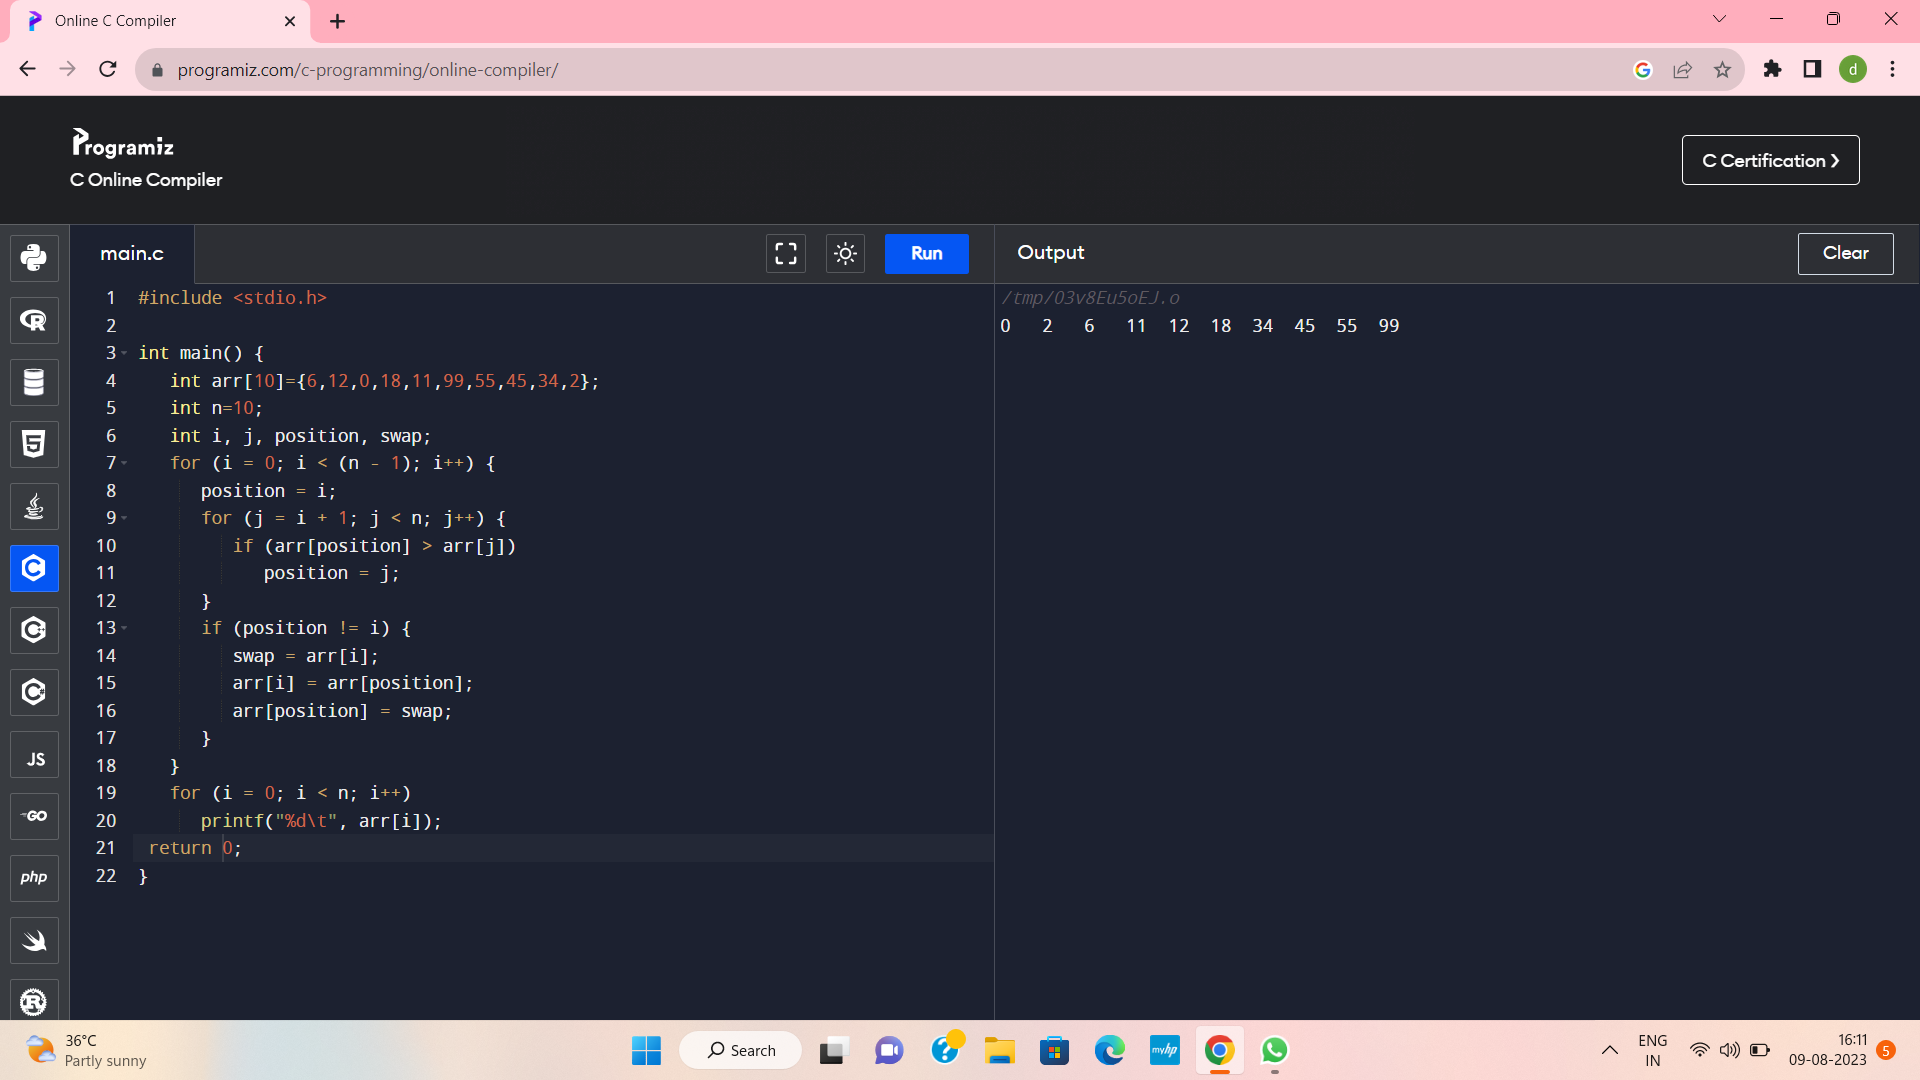 Online C Compiler
programiz.com/c-programming/online-compiler/
d
Programiz
C Online Compiler
C Certification ❯
main.c
Run
Output
Clear
1 #include <stdio.h>
2
3 int main() {
4    int arr[10]={6,12,0,18,11,99,55,45,34,2};
5    int n=10;
6    int i, j, position, swap;
7    for (i = 0; i < (n - 1); i++) {
8       position = i;
9       for (j = i + 1; j < n; j++) {
10         if (arr[position] > arr[j])
11            position = j;
12      }
13      if (position != i) {
14         swap = arr[i];
15         arr[i] = arr[position];
16         arr[position] = swap;
17      }
18   }
19   for (i = 0; i < n; i++)
20      printf("%d\t", arr[i]);
21 return 0;
22 }
/tmp/O3v8Eu5oEJ.o
0 2 6 11 12 18 34 45 55 99
R
5
C
C
C
JS
GO
php
R
36°C
Partly sunny
Search
myhp
ENG
IN
16:11
09-08-2023
5